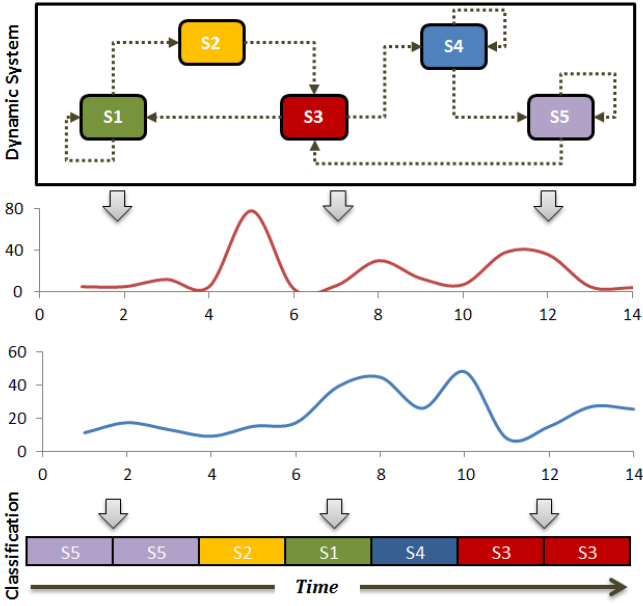 Dynamic System
S2
S4
S1
S3
S5
80
40
0
0 2 4 6 8 10 12 14
60
40
20
0
0 2 4 6 8 10 12 14
Classification
S5 S5 S2 S1 S4 S3 S3
Time